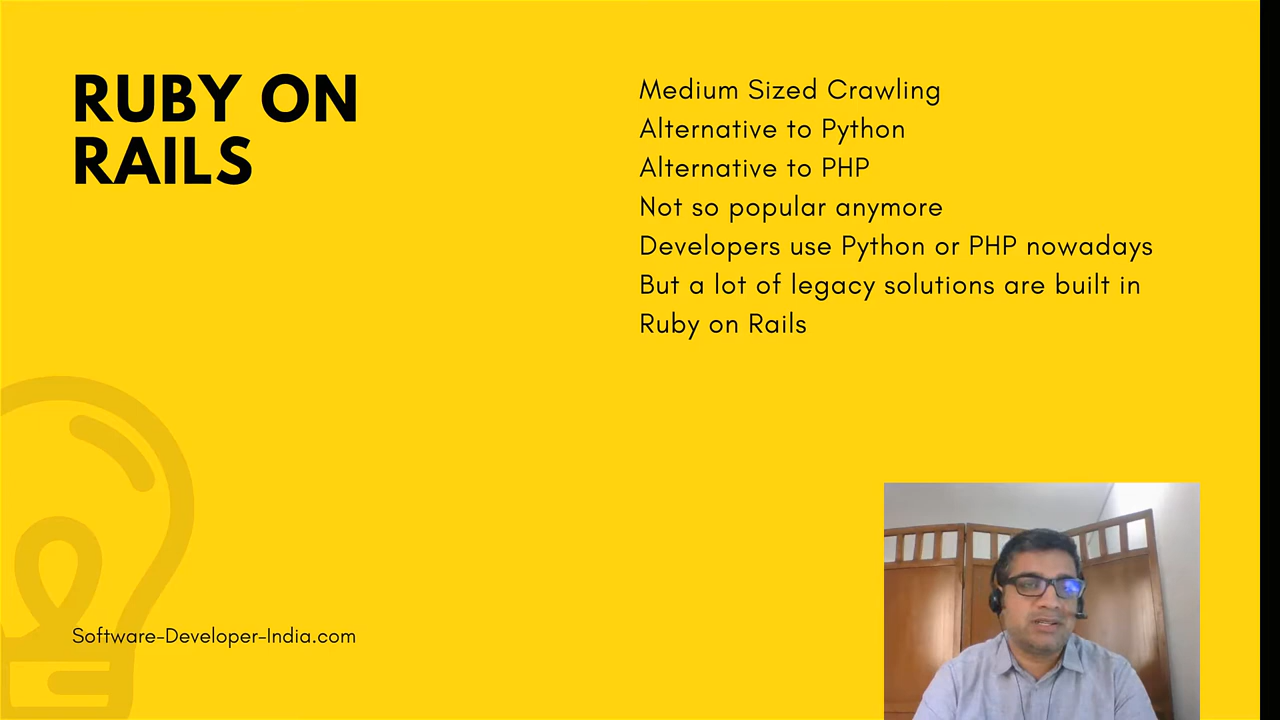 RUBY ON
RAILS
Medium Sized Crawling
Alternative to Python
Alternative to PHP
Not so popular anymore
Developers use Python or PHP nowadays
But a lot of legacy solutions are built in
Ruby on Rails
Software-Developer-India.com